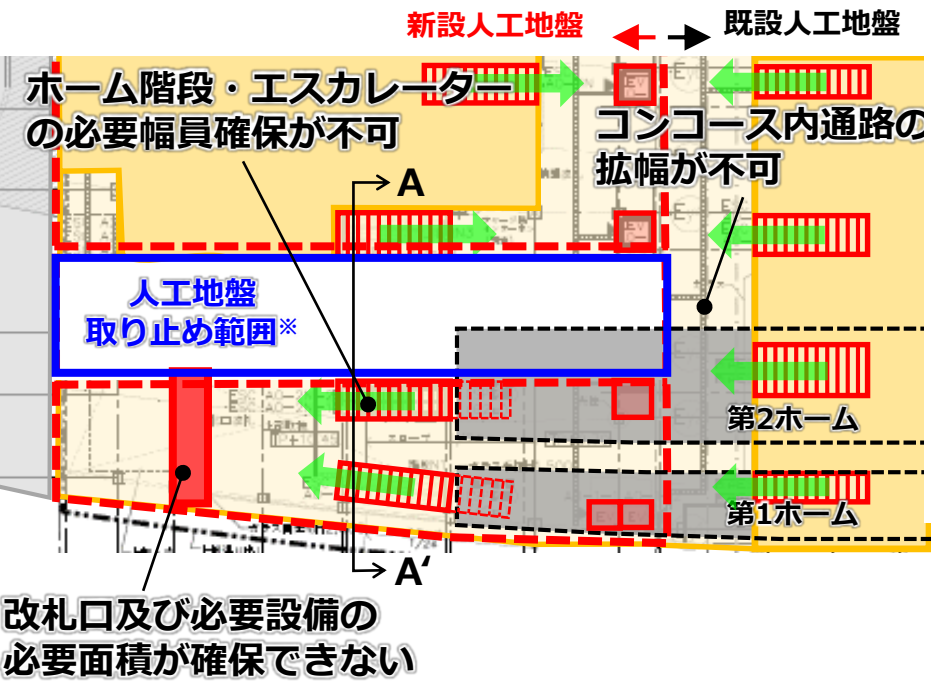 新設人工地盤
既設人工地盤
ホーム階段・エスカレーター
の必要幅員確保が不可
コンコース内通路の
拡幅が不可
A
人工地盤
取り止め範囲※
第2ホーム
第1ホーム
A‘
改札口及び必要設備の
必要面積が確保できない